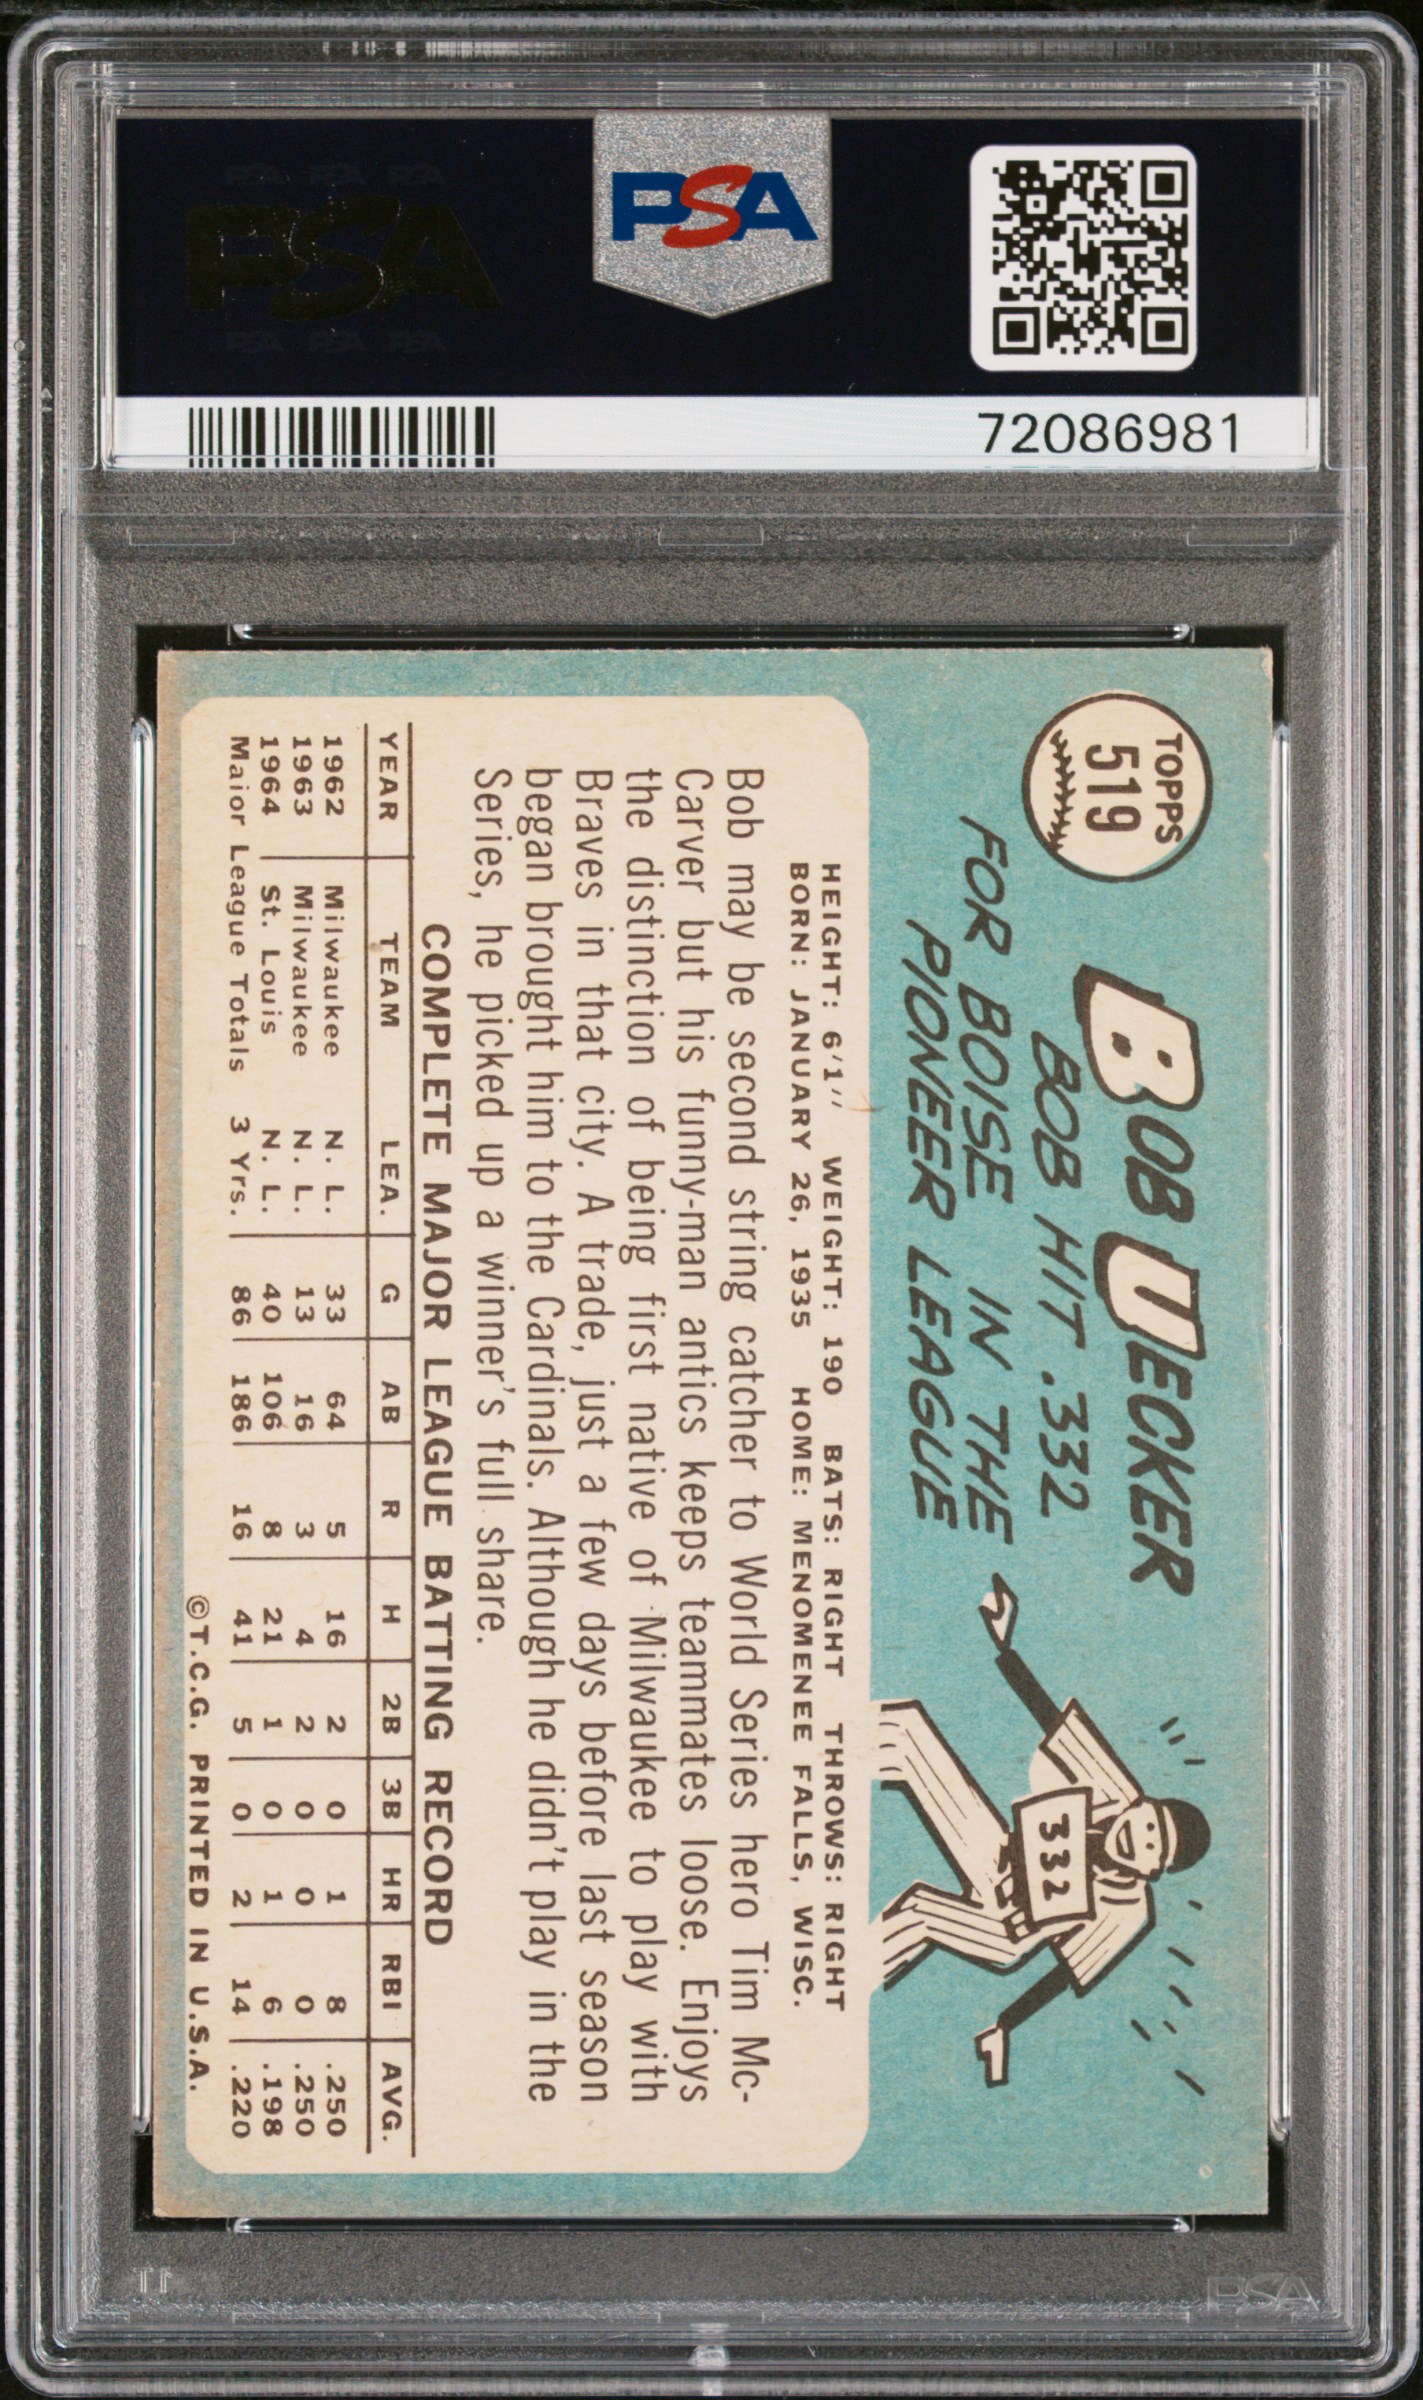 PSA PSA PSA
PSA
PSA PSA PSA
PSA
72086981
TOPPS
519
BOB UECKER
BOB HIT .332
FOR BOISE IN THE
PIONEER LEAGUE
332
HEIGHT: 6'1" WEIGHT: 190 BATS: RIGHT THROWS: RIGHT
BORN: JANUARY 26, 1935 HOME: MENOMENEE FALLS, WISC.
Bob may be second string catcher to World Series hero Tim Mc-
Carver but his funny-man antics keeps teammates loose. Enjoys
the distinction of being first native of Milwaukee to play with
Braves in that city. A trade, just a few days before last season
began brought him to the Cardinals. Although he didn't play in the
Series, he picked up a winner's full share.
COMPLETE MAJOR LEAGUE BATTING RECORD
YEAR TEAM LEA. G AB R H 2B 3B HR RBI AVG.
1962 Milwaukee N. L. 33 64 5 16 2 0 1 8 .250
1963 Milwaukee N. L. 13 16 3 4 2 0 0 0 .250
1964 St. Louis N. L. 40 106 8 21 1 0 1 6 .198
Major League Totals 3 Yrs. 86 186 16 41 5 0 2 14 .220
©T.C.G. PRINTED IN U.S.A.
PSA